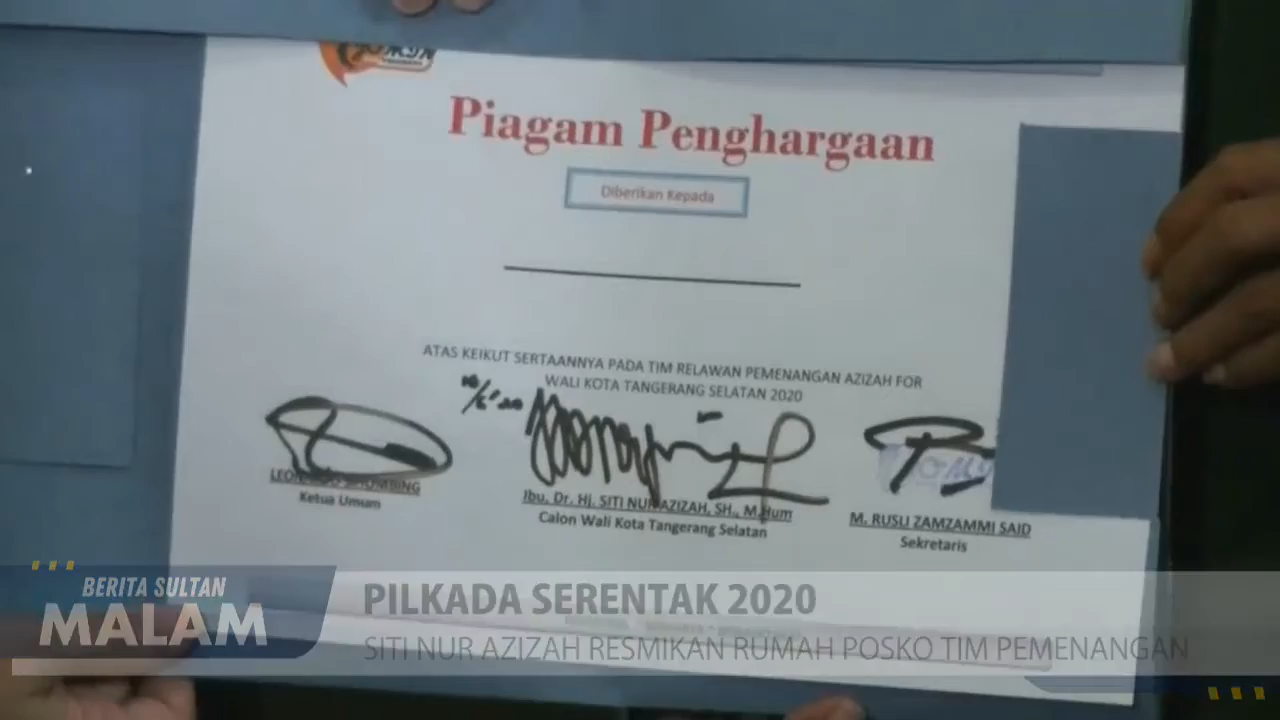 Piagam Penghargaan
Diberikan Kepada
ATAS KEIKUT SERTAANNYA PADA TIM RELAWAN PEMENANGAN AZIZAH FOR
WALI KOTA TANGERANG SELATAN 2020
Ketua Umum
Ibu, Dr. Hj. SITI NUR AZIZAH, SH., M.Hum
Calon Wali Kota Tangerang Selatan
M. RUSLI ZAMZAMMI SAID
Sekretaris
BERITA SULTAN
MALAM
PILKADA SERENTAK 2020
SITI NUR AZIZAH RESMIKAN RUMAH POSKO TIM PEMENANGAN